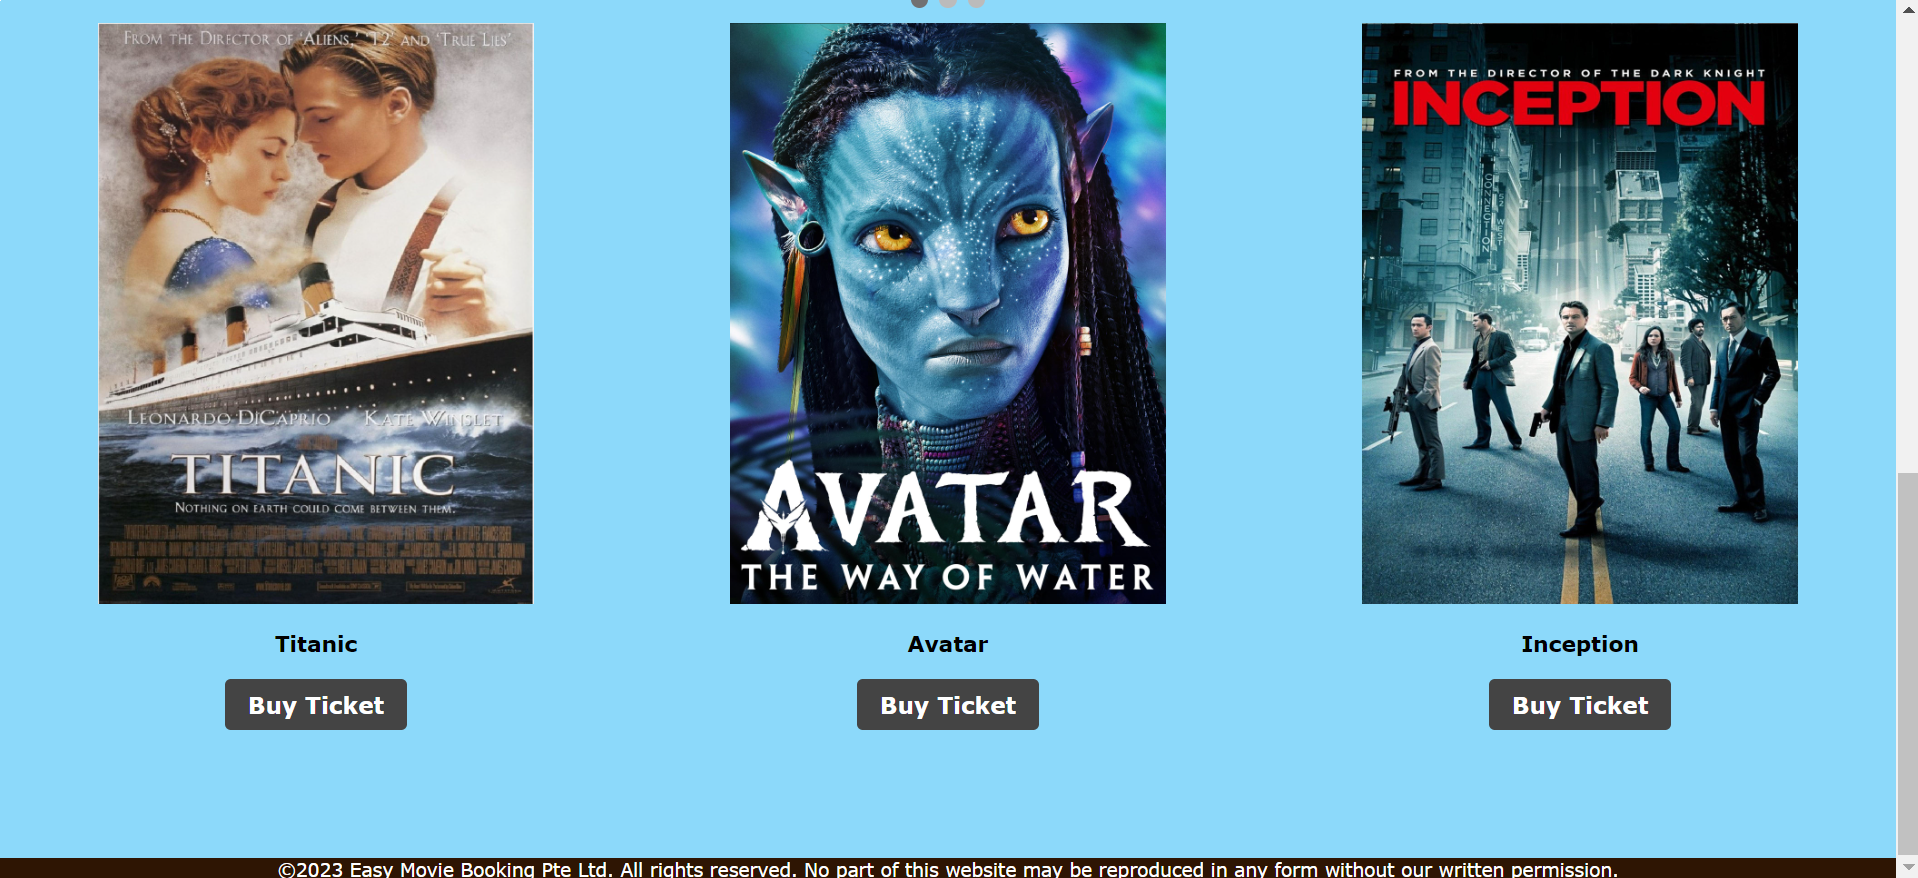 FROM THE DIRECTOR OF 'ALIENS,' 'T2' AND 'TRUE LIES'
LEONARDO DICAPRIO KATE WINSLET
TITANIC
NOTHING ON EARTH COULD COME BETWEEN THEM.
AVATAR
THE WAY OF WATER
FROM THE DIRECTOR OF THE DARK KNIGHT
INCEPTION
CONNECTION
Titanic
Avatar
Inception
Buy Ticket
Buy Ticket
Buy Ticket
©2023 Easy Movie Booking Pte Ltd. All rights reserved. No part of this website may be reproduced in any form without our written permission.